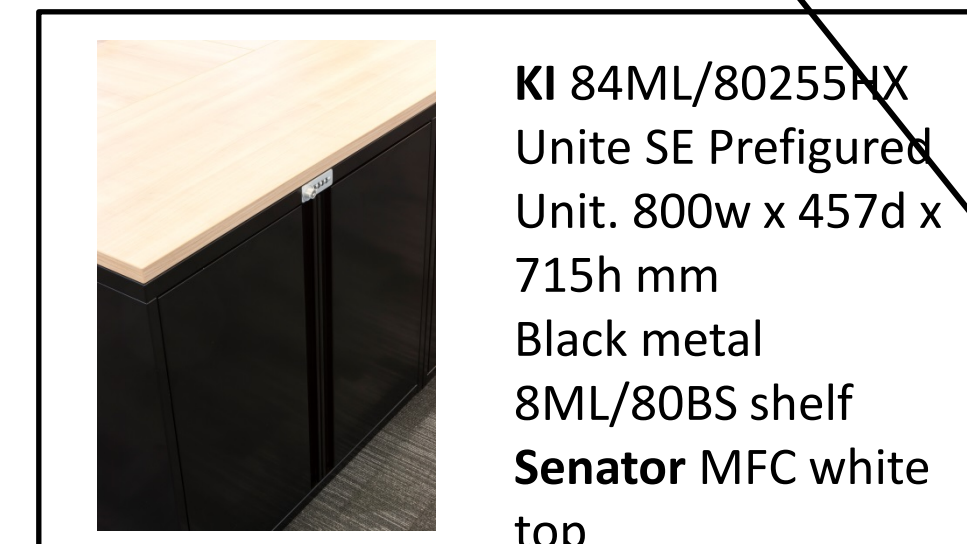 KI 84ML/80255HX
Unite SE Prefigured
Unit. 800w x 457d x
715h mm
Black metal
8ML/80BS shelf
Senator MFC white
top